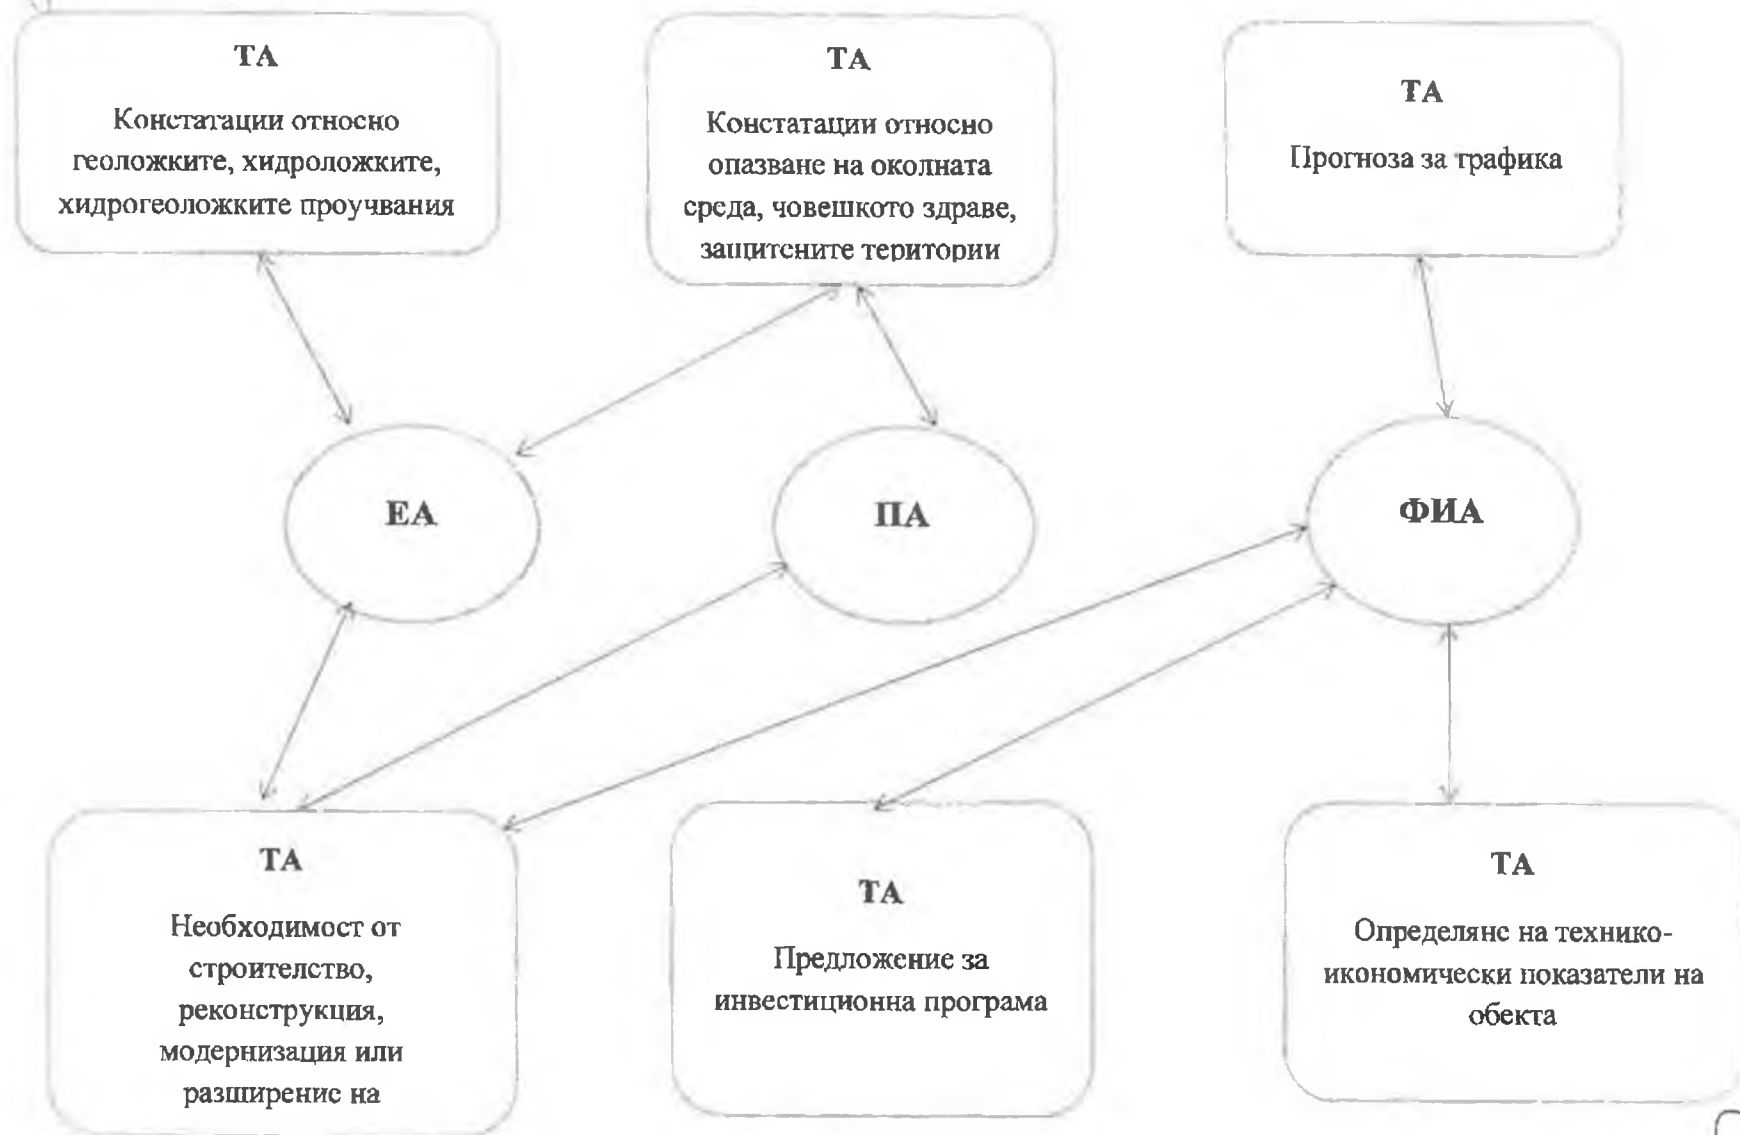 ТА
Констатации относно
геоложките, хидроложките,
хидрогеоложките проучвания
ТА
Констатации относно
опазване на околната
среда, човешкото здраве,
защитените територии
ТА
Прогноза за трафика
ЕА
ПА
ФИА
ТА
Необходимост от
строителство,
реконструкция,
модернизация или
разширение на
ТА
Предложение за
инвестиционна програма
ТА
Определяне на технико-
икономически показатели на
обекта